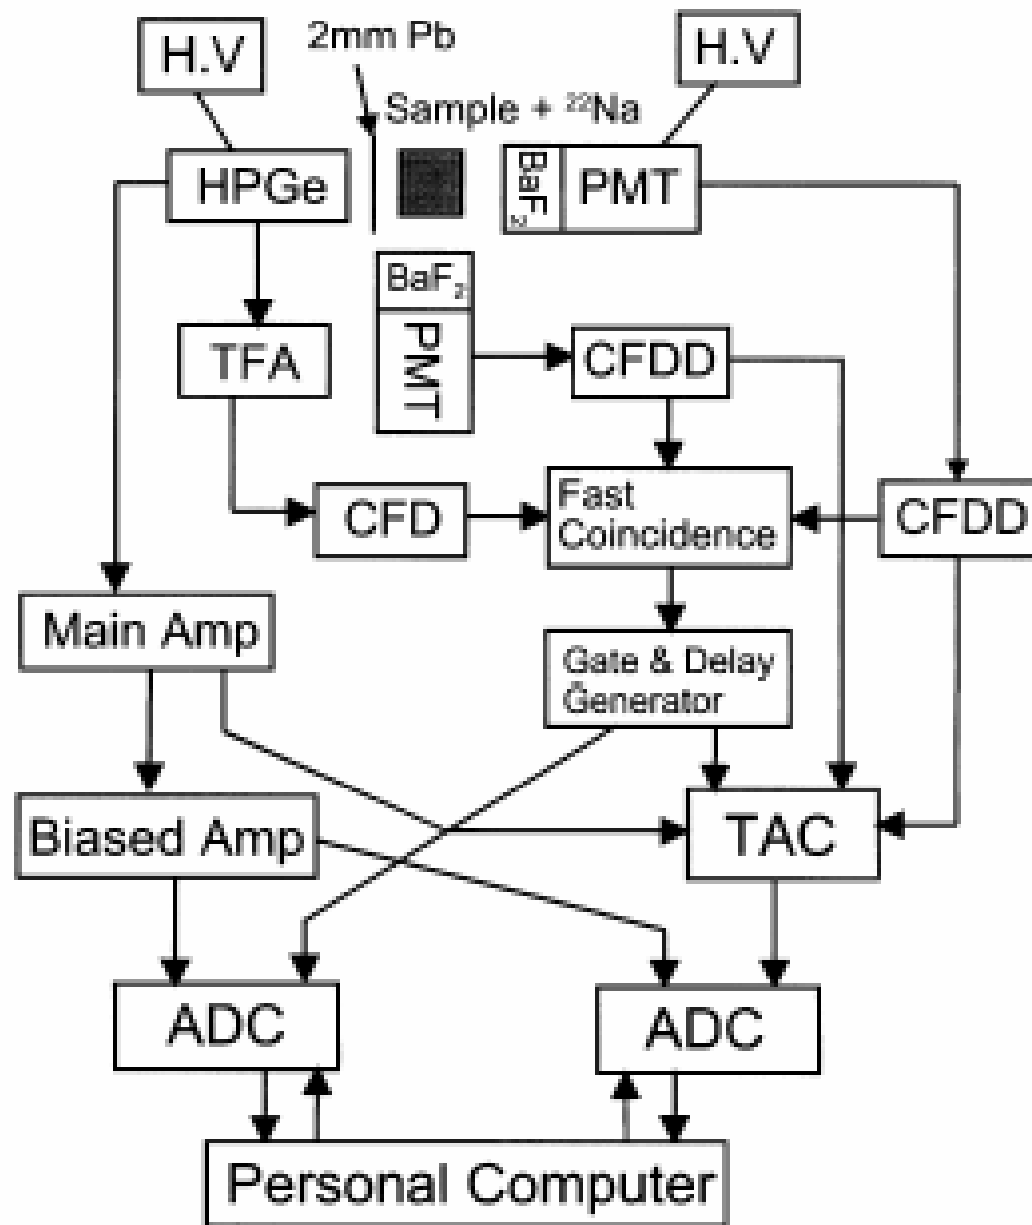 H.V
2mm Pb
H.V
Sample + ²²Na
HPGe
BaF₂
PMT
BaF₂
PMT
TFA
CFDD
CFD
Fast
Coincidence
CFDD
Main Amp
Gate & Delay
Generator
Biased Amp
TAC
ADC
ADC
Personal Computer